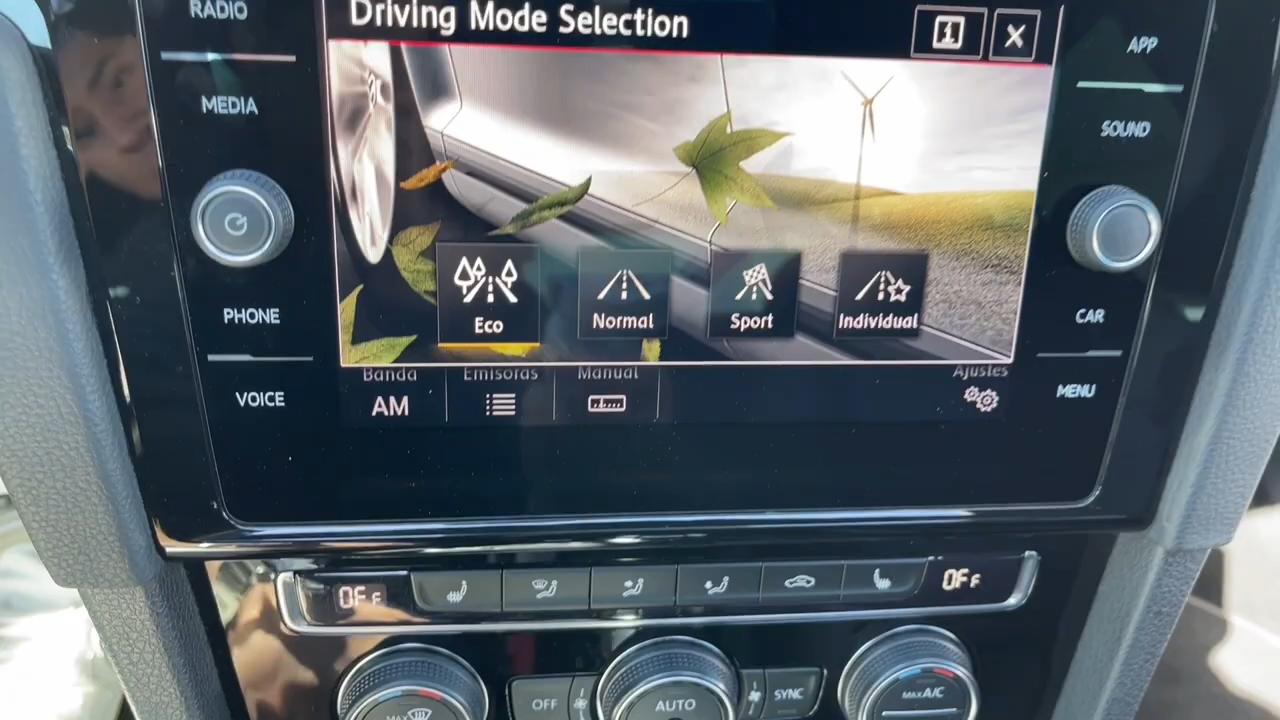 RADIO
MEDIA
PHONE
VOICE
Driving Mode Selection
i
Eco
Normal
Sport
Individual
Banda
AM
Emisoras
Manual
Ajustes
APP
SOUND
CAR
MENU
OFF
OFF
MAX
OFF
AUTO
SYNC
MAX A/C